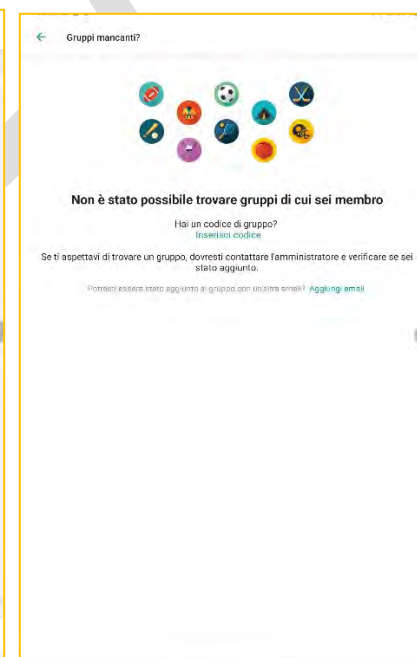 Gruppi mancanti?
Non è stato possibile trovare gruppi di cui sei membro
Hai un codice di gruppo?
Inserisci codice
Se ti aspettavi di trovare un gruppo, dovresti contattare l'amministratore e verificare se sei
stato aggiunto.
Potresti essere stato aggiunto al gruppo con un'altra email? Aggiungi email